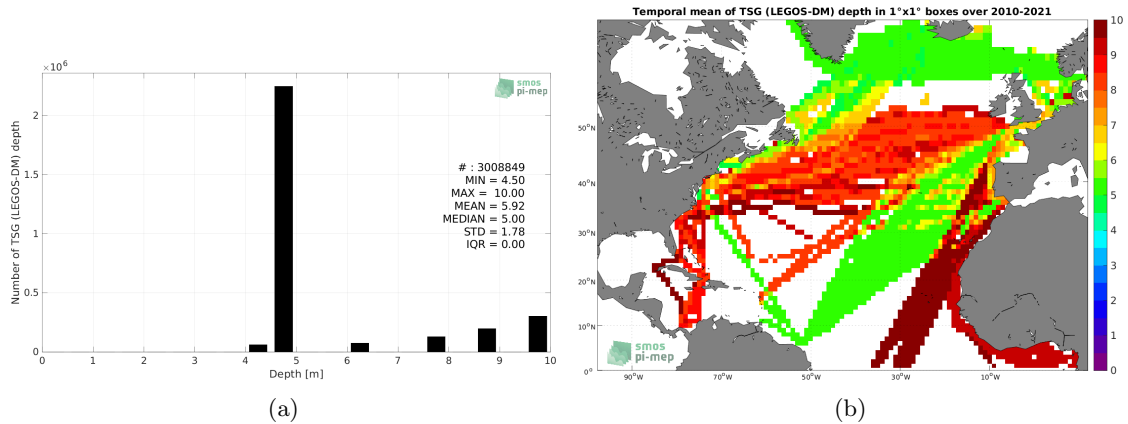 ×10⁶
2
1.5
1
0.5
0
Number of TSG (LEGOS-DM) depth
smos
pi-mep
# : 3008849
MIN = 4.50
MAX = 10.00
MEAN = 5.92
MEDIAN = 5.00
STD = 1.78
IQR = 0.00
0 1 2 3 4 5 6 7 8 9 10
Depth [m]
(a)
Temporal mean of TSG (LEGOS-DM) depth in 1°x1° boxes over 2010-2021
50°N
40°N
30°N
20°N
10°N
0°
smos
pi-mep
90°W 70°W 50°W 30°W 10°W
10
9
8
7
6
5
4
3
2
1
0
(b)